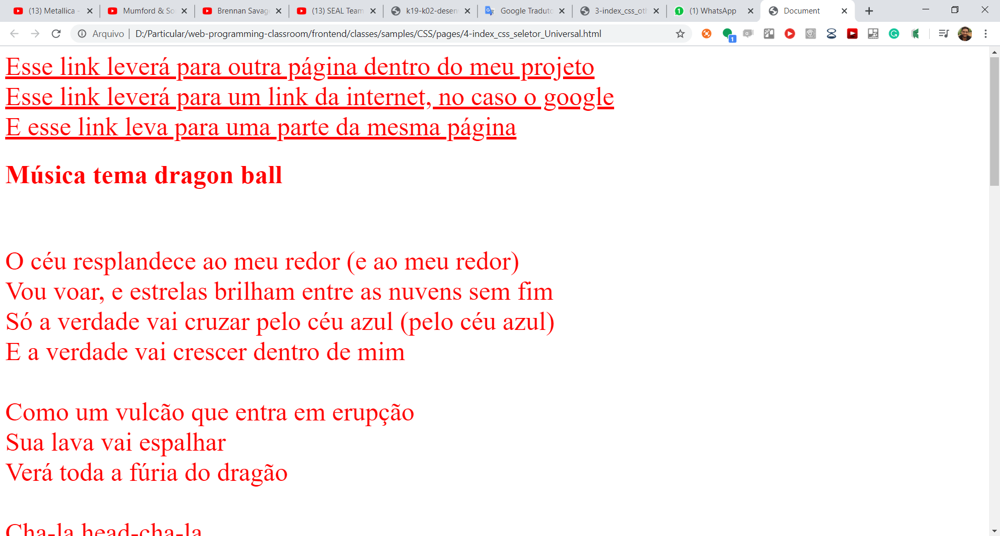 (13) Metallica -
Mumford & So
Brennan Savag
(13) SEAL Team
k19-k02-desen
Google Traduto
3-index_css_oth
(1) WhatsApp
Document
Arquivo
D:/Particular/web-programming-classroom/frontend/classes/samples/CSS/pages/4-index_css_seletor_Universal.html
Esse link leverá para outra página dentro do meu projeto
Esse link leverá para um link da internet, no caso o google
E esse link leva para uma parte da mesma página
Música tema dragon ball
O céu resplandece ao meu redor (e ao meu redor)
Vou voar, e estrelas brilham entre as nuvens sem fim
Só a verdade vai cruzar pelo céu azul (pelo céu azul)
E a verdade vai crescer dentro de mim
Como um vulcão que entra em erupção
Sua lava vai espalhar
Verá toda a fúria do dragão
Cha-la head-cha-la